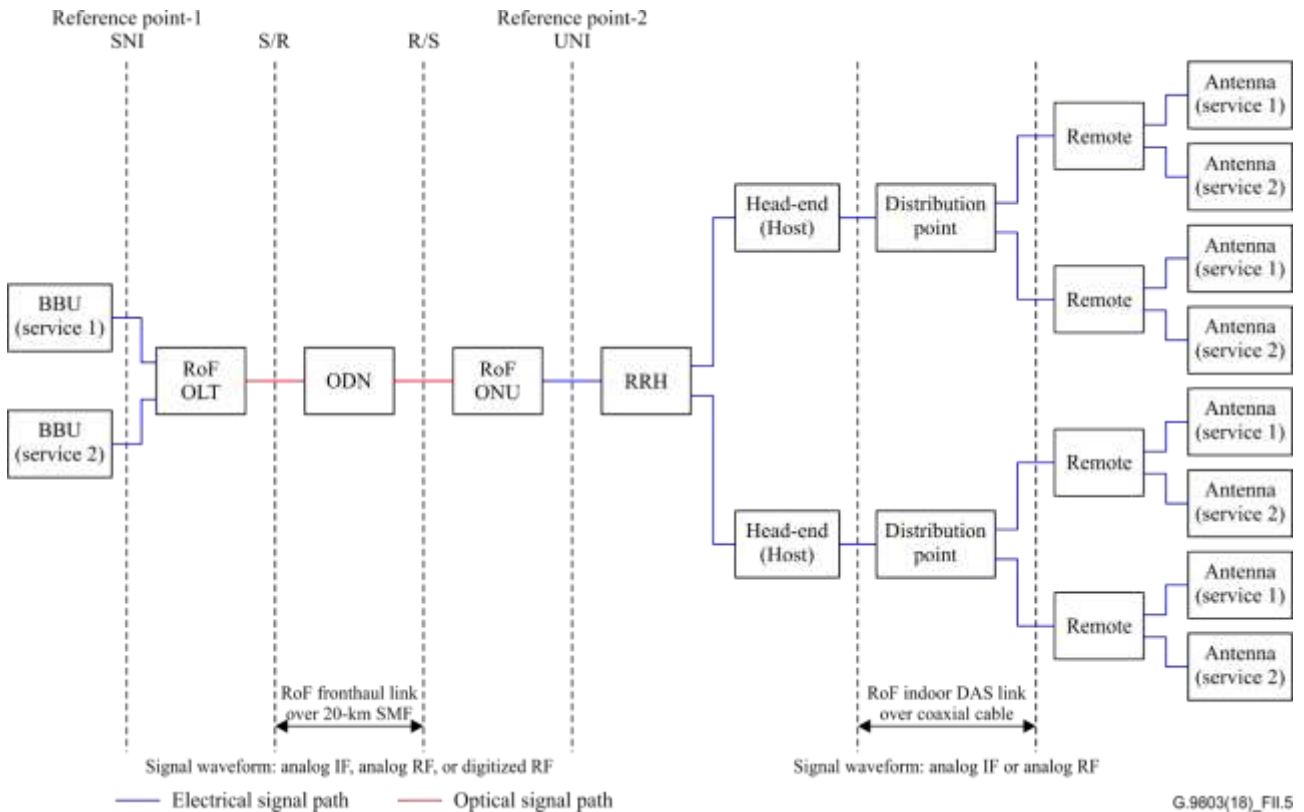 Reference point-1
SNI
S/R
R/S
Reference point-2
UNI
Antenna
(service 1)
Remote
Antenna
(service 2)
Head-end
(Host)
Distribution
point
Antenna
(service 1)
Remote
Antenna
(service 2)
BBU
(service 1)
RoF
OLT
ODN
RoF
ONU
RRH
BBU
(service 2)
Antenna
(service 1)
Remote
Antenna
(service 2)
Head-end
(Host)
Distribution
point
Antenna
(service 1)
Remote
Antenna
(service 2)
RoF fronthaul link
over 20-km SMF
RoF indoor DAS link
over coaxial cable
Signal waveform: analog IF, analog RF, or digitized RF
Signal waveform: analog IF or analog RF
Electrical signal path
Optical signal path
G.9803(18)_FII.5